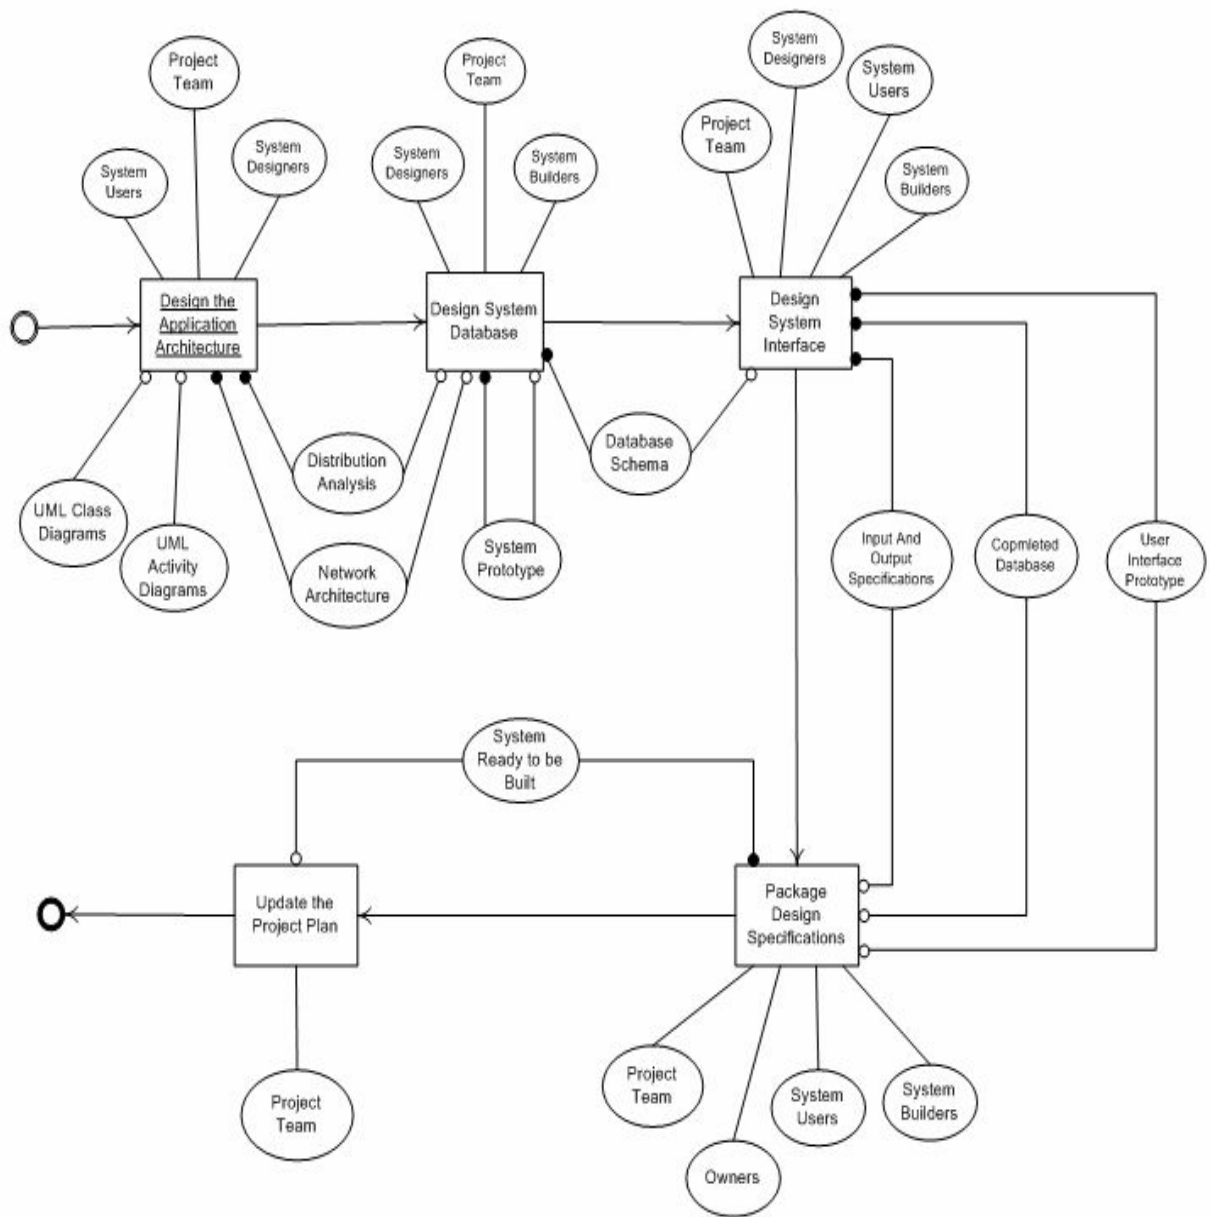 Project
Team
System
Users
System
Designers
Project
Team
System
Designers
System
Builders
System
Designers
System
Users
Project
Team
System
Builders
Design the
Application
Architecture
Design System
Database
Design
System
Interface
UML Class
Diagrams
UML
Activity
Diagrams
Distribution
Analysis
Network
Architecture
System
Prototype
Database
Schema
Input And
Output
Specifications
Copmleted
Database
User
Interface
Prototype
System
Ready to be
Built
Update the
Project Plan
Package
Design
Specifications
Project
Team
Project
Team
Owners
System
Users
System
Builders